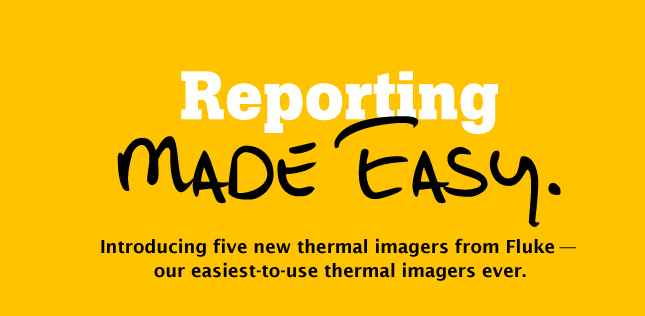 Reporting
MADE EASY.
Introducing five new thermal imagers from Fluke —
our easiest-to-use thermal imagers ever.